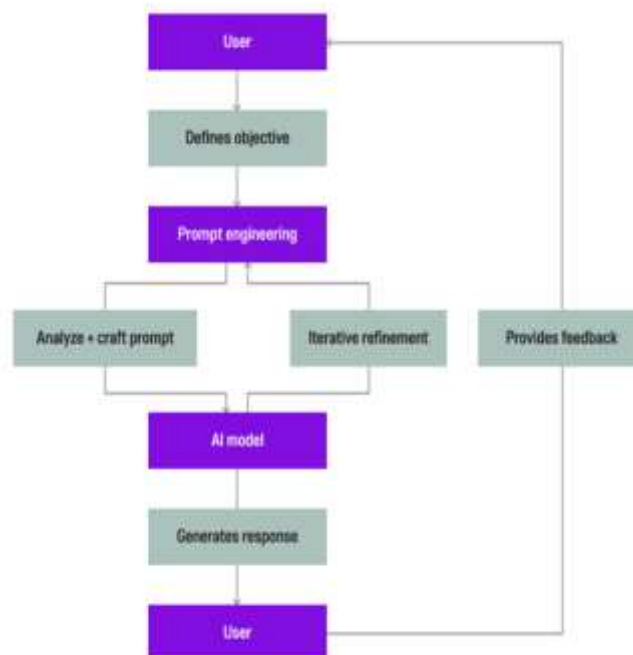 User
Defines objective
Prompt engineering
Analyze + craft prompt
Iterative refinement
Provides feedback
AI model
Generates response
User